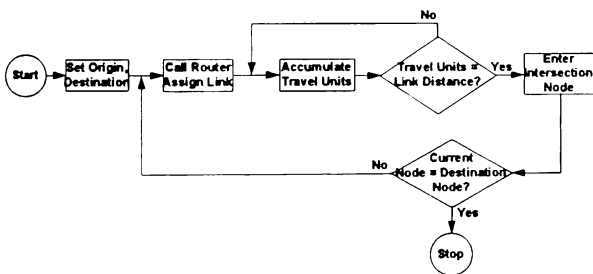 No
Start
Set Origin,
Destination
Call Router
Assign Link
Accumulate
Travel Units
Travel Units =
Link Distance?
Yes
Enter
Intersection
Node
No
Current
Node = Destination
Node?
Yes
Stop